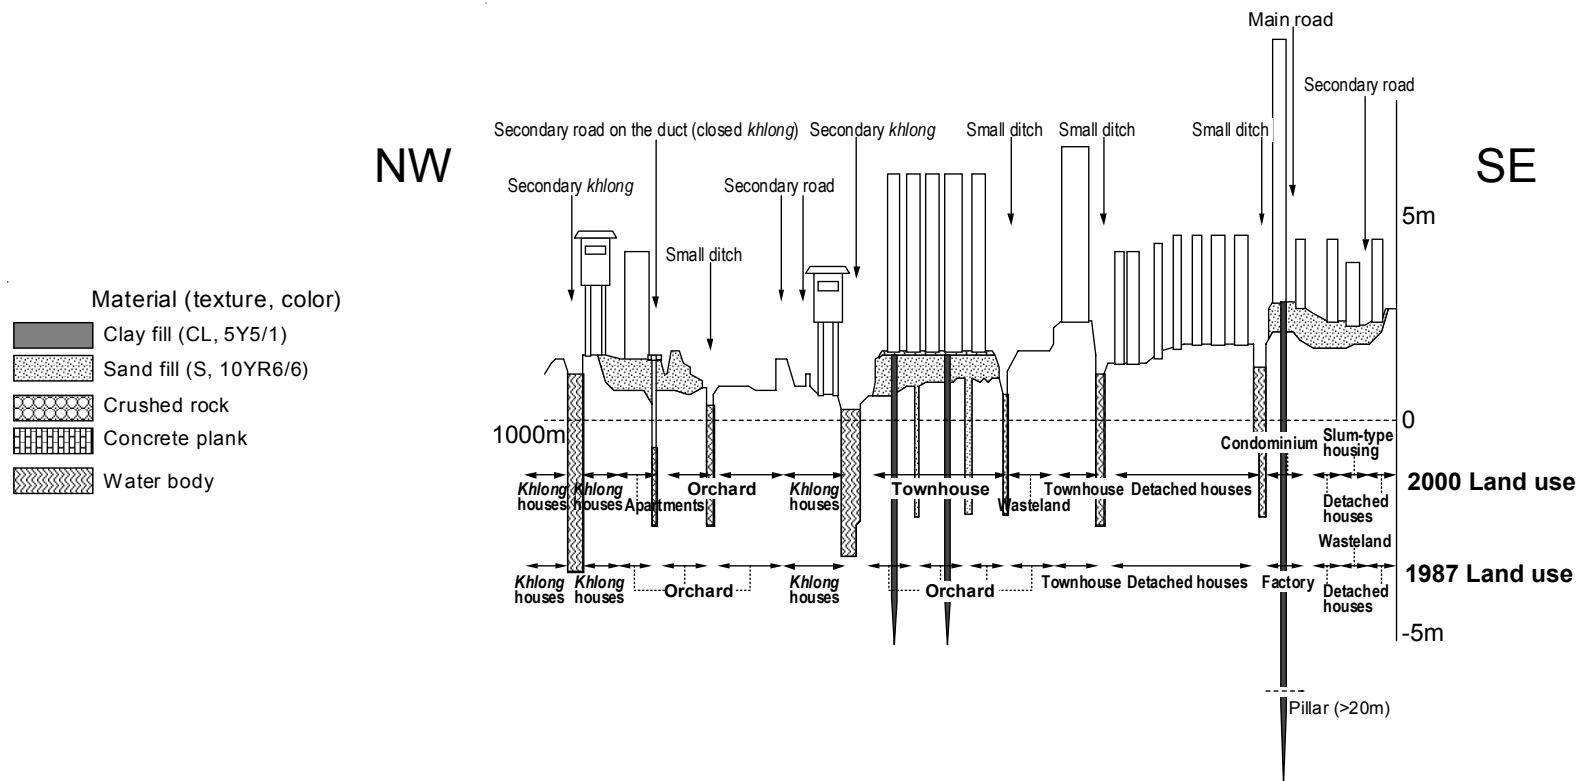 Main road
Secondary road
Secondary road on the duct (closed khlong)
Secondary khlong
Small ditch
Small ditch
Small ditch
NW
SE
Secondary khlong
Secondary road
5m
Small ditch
Material (texture, color)
Clay fill (CL, 5Y5/1)
Sand fill (S, 10YR6/6)
Crushed rock
Concrete plank
Water body
1000m
0
Condominium
Slum-type
housing
Khlong
houses
Khlong
houses
Apartments
Orchard
Khlong
houses
Townhouse
Wasteland
Townhouse
Detached houses
Detached
houses
2000 Land use
Wasteland
Khlong
houses
Khlong
houses
Orchard
Khlong
houses
Orchard
Townhouse
Detached houses
Factory
Detached
houses
1987 Land use
-5m
Pillar (>20m)